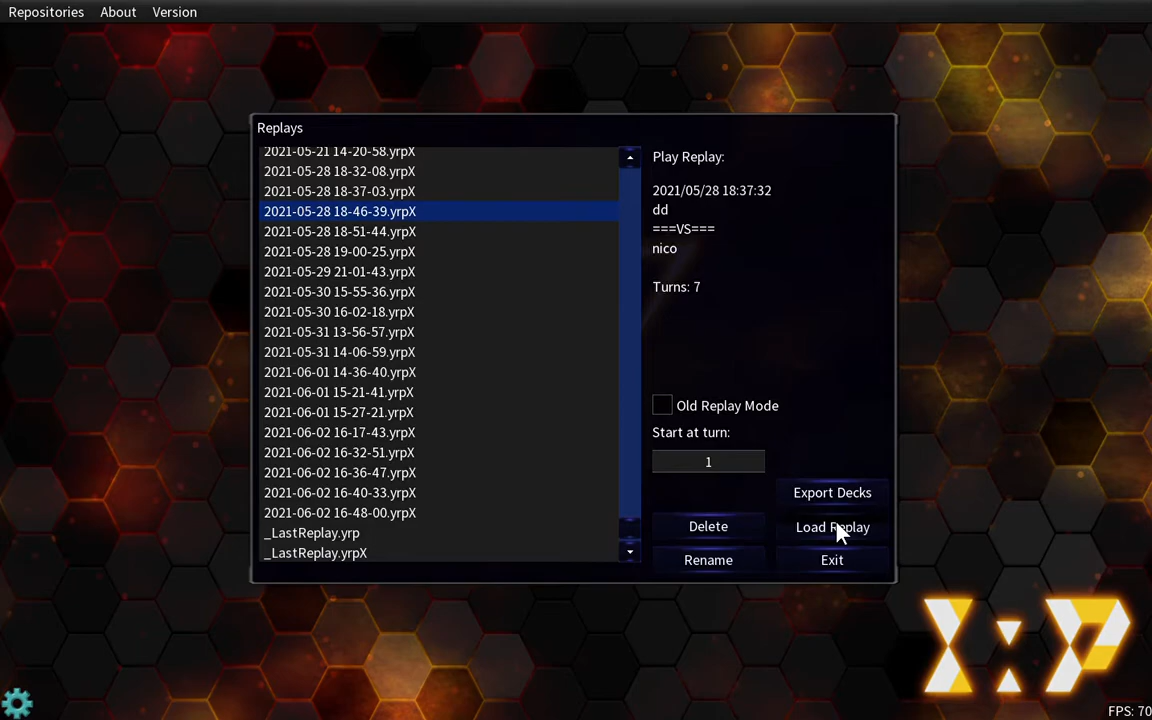 Repositories About Version
Replays
2021-05-21 14-20-58.yrpX
2021-05-28 18-32-08.yrpX
2021-05-28 18-37-03.yrpX
2021-05-28 18-46-39.yrpX
2021-05-28 18-51-44.yrpX
2021-05-28 19-00-25.yrpX
2021-05-29 21-01-43.yrpX
2021-05-30 15-55-36.yrpX
2021-05-30 16-02-18.yrpX
2021-05-31 13-56-57.yrpX
2021-05-31 14-06-59.yrpX
2021-06-01 14-36-40.yrpX
2021-06-01 15-21-41.yrpX
2021-06-01 15-27-21.yrpX
2021-06-02 16-17-43.yrpX
2021-06-02 16-32-51.yrpX
2021-06-02 16-36-47.yrpX
2021-06-02 16-40-33.yrpX
2021-06-02 16-48-00.yrpX
_LastReplay.yrp
_LastReplay.yrpX
Play Replay:
2021/05/28 18:37:32
dd
===VS===
nico
Turns: 7
Old Replay Mode
Start at turn:
1
Export Decks
Delete
Load Replay
Rename
Exit
X:P
FPS: 70